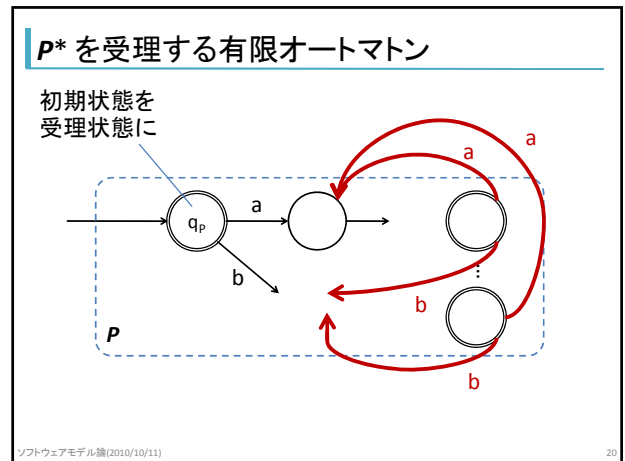 P* を受理する有限オートマトン
初期状態を
受理状態に
a
a
a
qP
b
⋮
b
P
b
ソフトウェアモデル論(2010/10/11)
20